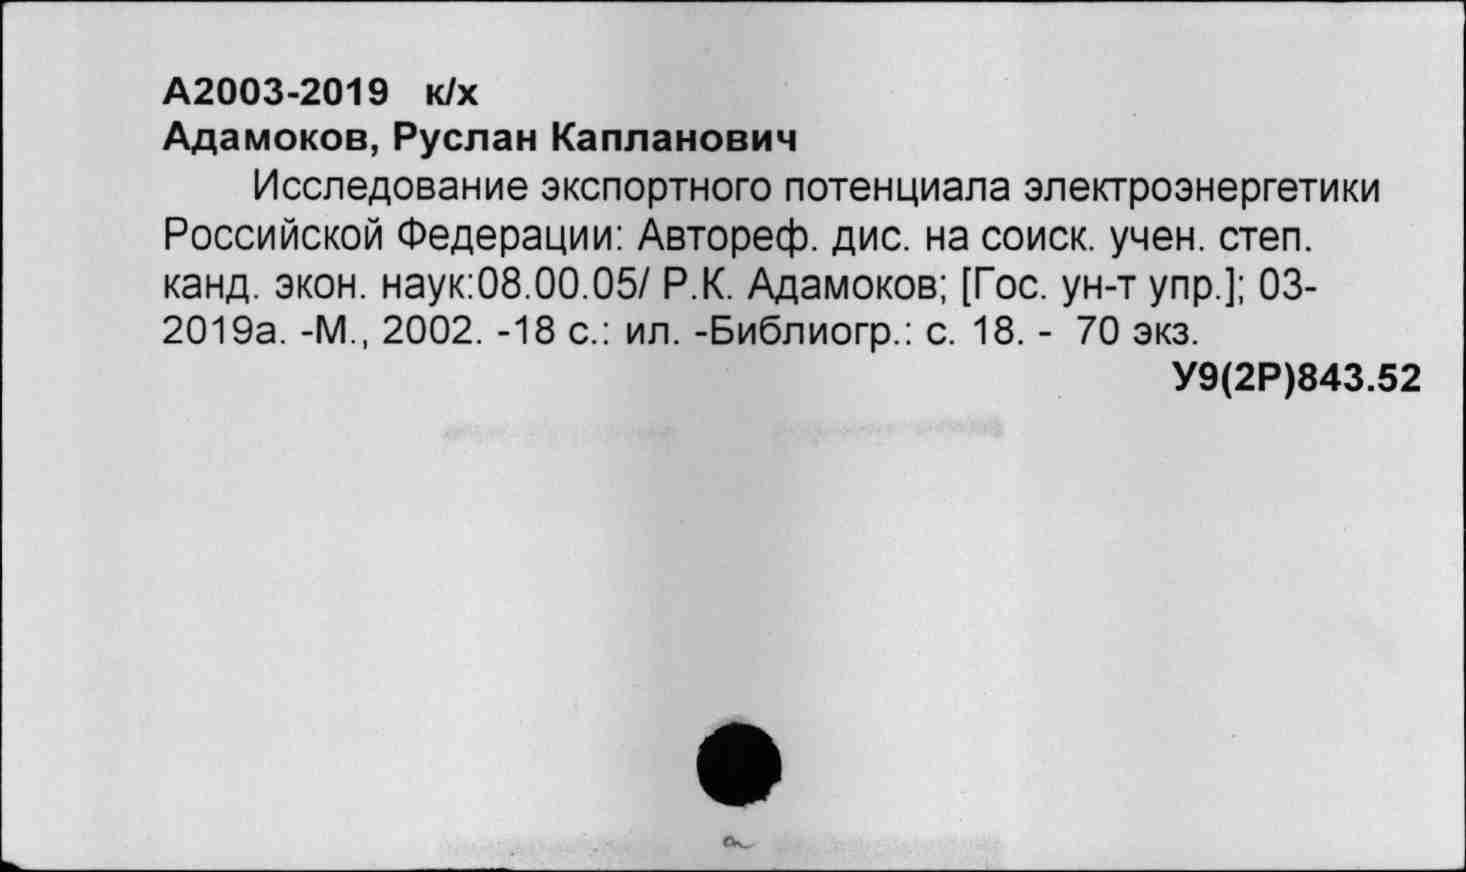 А2003-2019 к/х
Адамоков, Руслан Капланович
Исследование экспортного потенциала электроэнергетики
Российской Федерации: Автореф. дис. на соиск. учен. степ.
канд. экон. наук:08.00.05/ Р.К. Адамоков; [Гос. ун-т упр.]; 03-
2019а. -М., 2002. -18 с.: ил. -Библиогр.: с. 18. - 70 экз.
У9(2Р)843.52